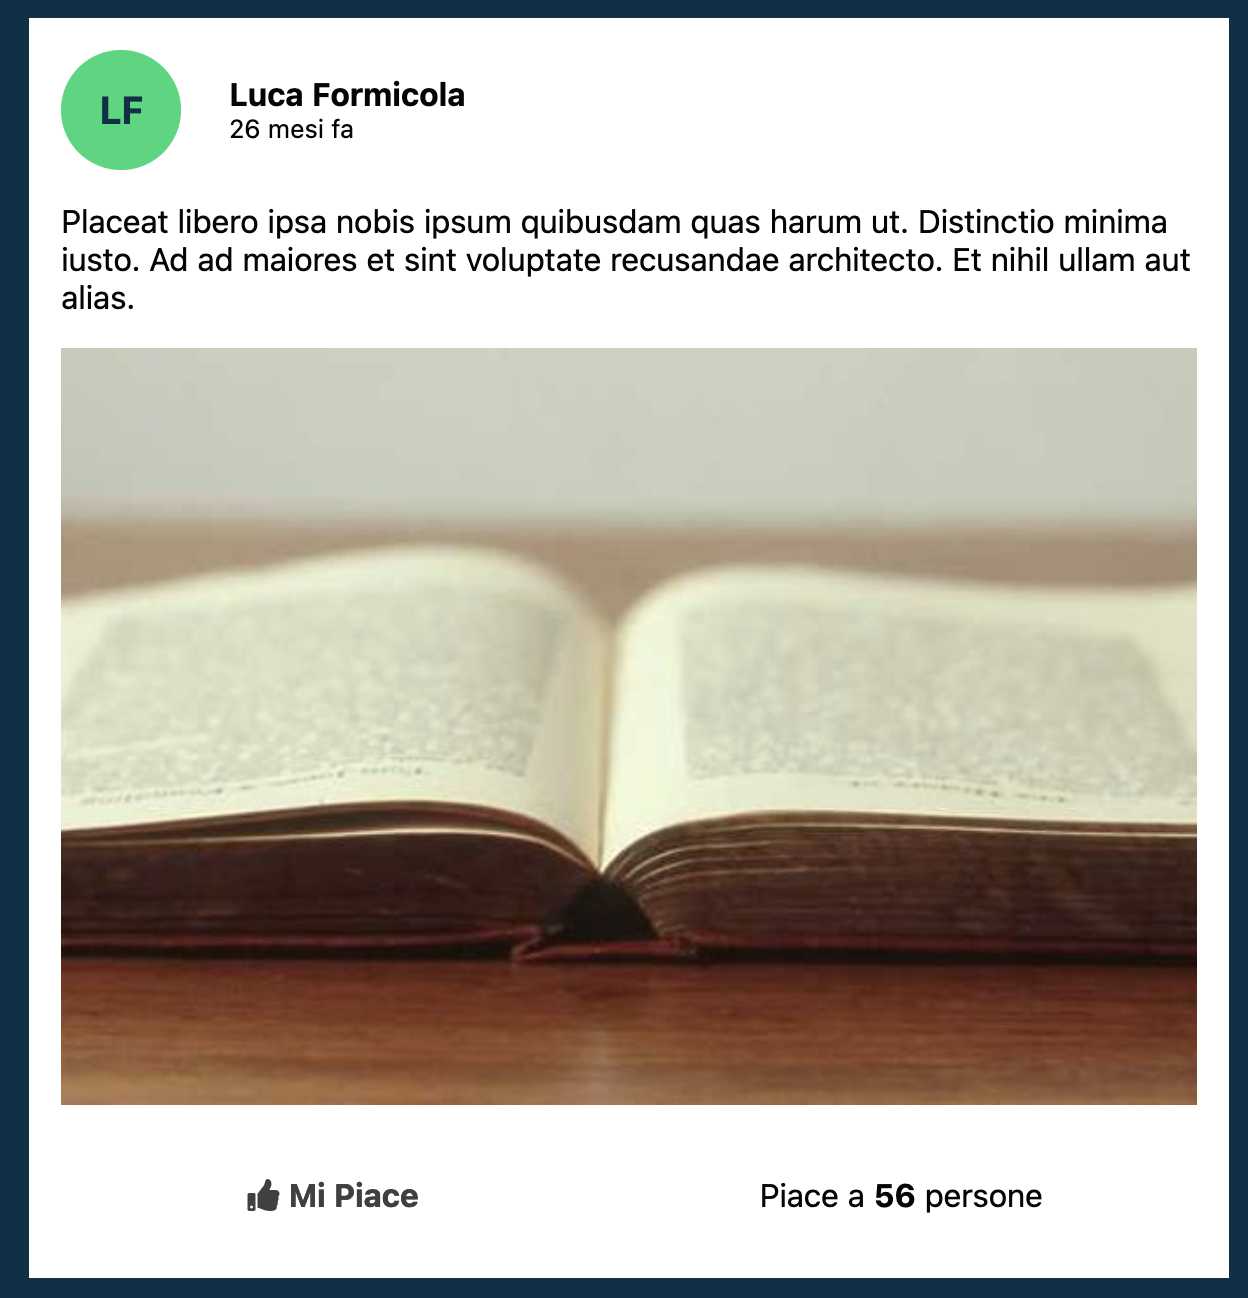 LF
Luca Formicola
26 mesi fa
Placeat libero ipsa nobis ipsum quibusdam quas harum ut. Distinctio minima
iusto. Ad ad maiores et sint voluptate recusandae architecto. Et nihil ullam aut
alias.
Mi Piace
Piace a 56 persone